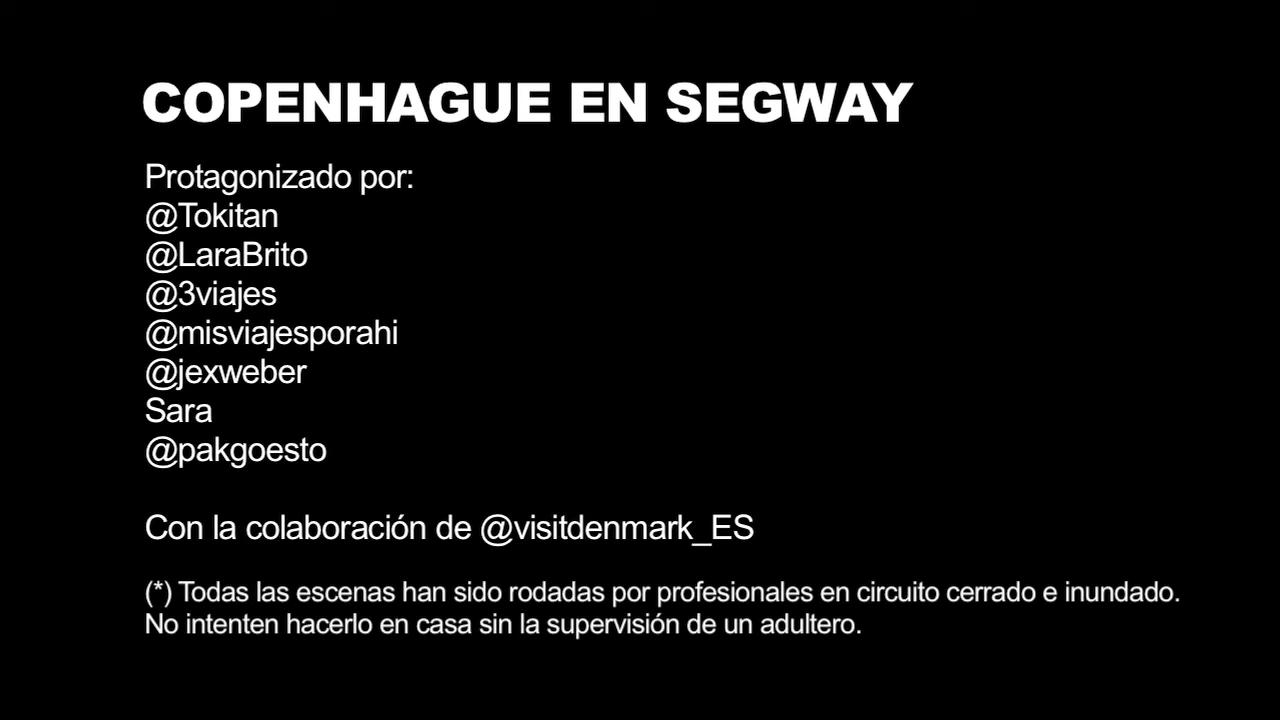 COPENHAGUE EN SEGWAY
Protagonizado por:
@Tokitan
@LaraBrito
@3viajes
@misviajesporahi
@jexweber
Sara
@pakgoesto
Con la colaboración de @visitdenmark_ES
(*) Todas las escenas han sido rodadas por profesionales en circuito cerrado e inundado.
No intenten hacerlo en casa sin la supervisión de un adultero.